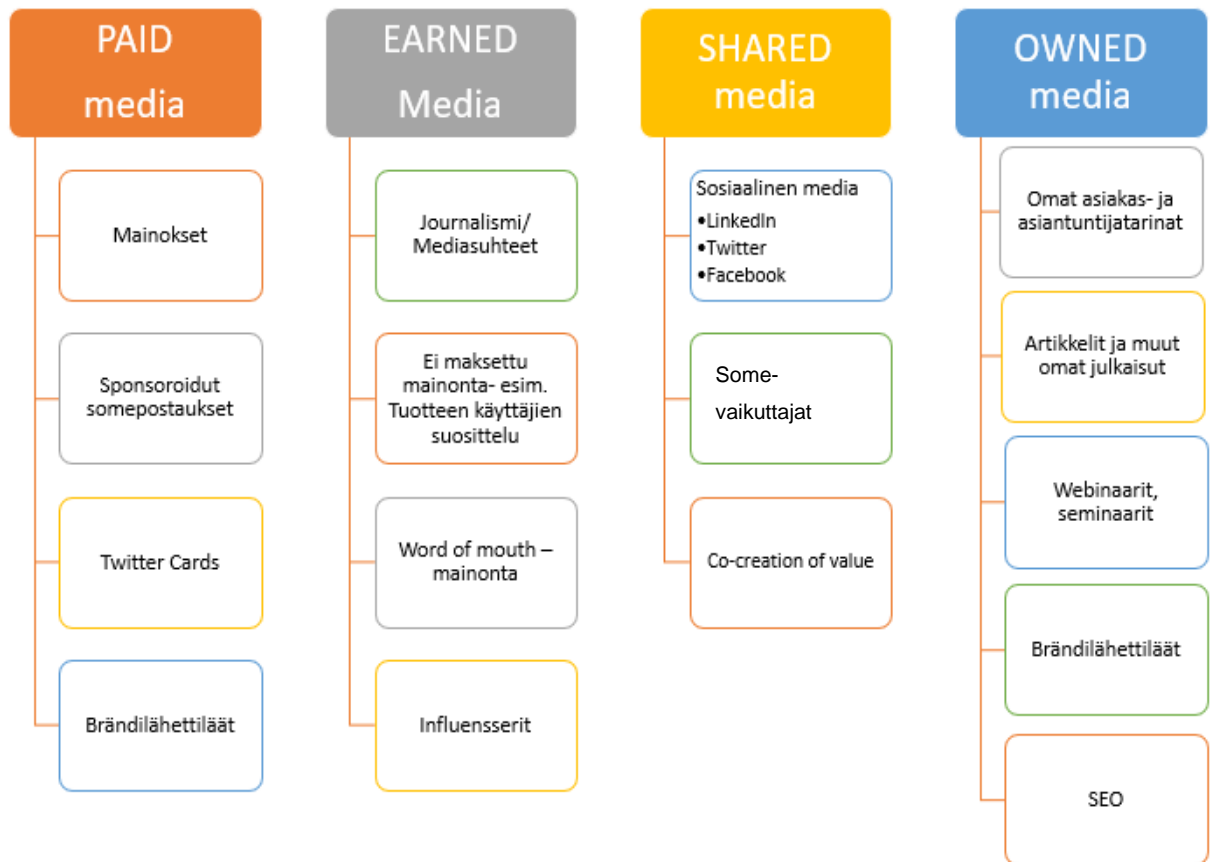 PAID
media
Mainokset
Sponsoroidut
somepostaukset
Twitter Cards
Brändilähettiläät
EARNED
Media
Journalismi/
Mediasuhteet
Ei maksettu
mainonta- esim.
Tuotteen käyttäjien
suosittelu
Word of mouth –
mainonta
Influensserit
SHARED
media
Sosiaalinen media
•LinkedIn
•Twitter
•Facebook
Some-
vaikuttajat
Co-creation of value
OWNED
media
Omat asiakas- ja
asiantuntijatarinat
Artikkelit ja muut
omat julkaisut
Webinaarit,
seminaarit
Brändilähettiläät
SEO